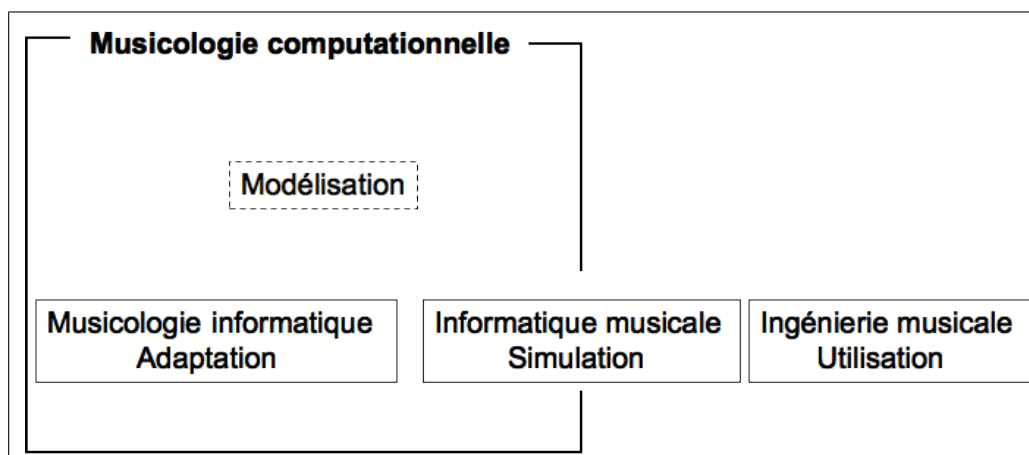 Musicologie computationnelle
Modélisation
Musicologie informatique
Adaptation
Informatique musicale
Simulation
Ingénierie musicale
Utilisation